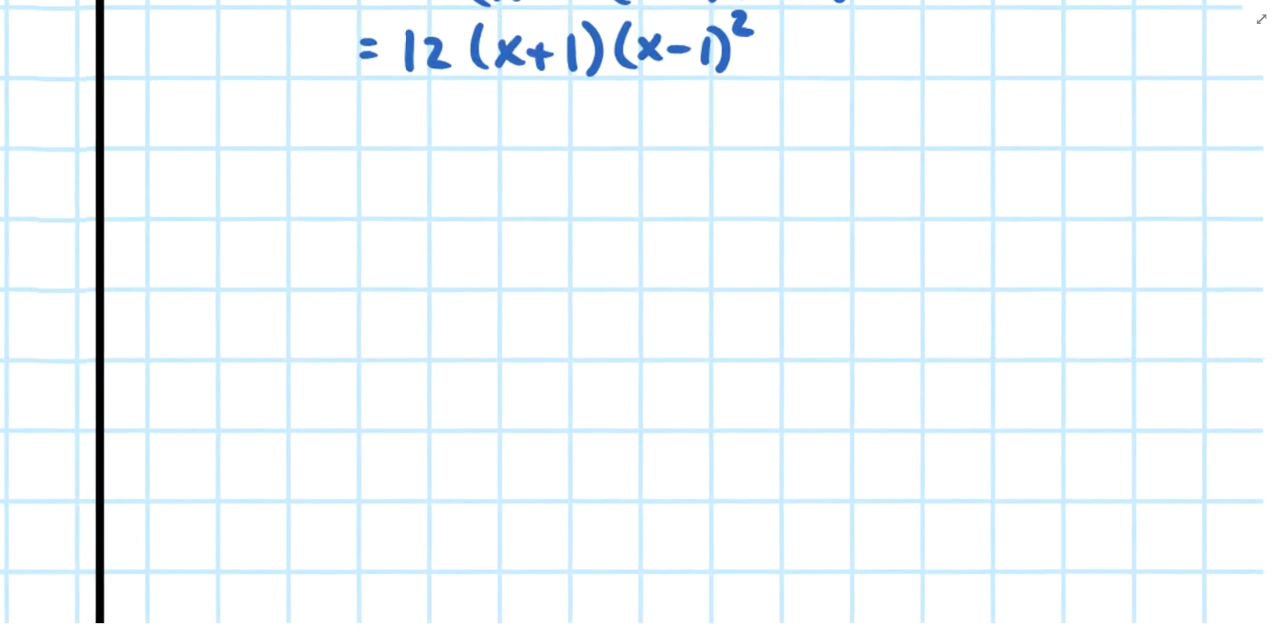 = 12 (x+1)(x-1)²